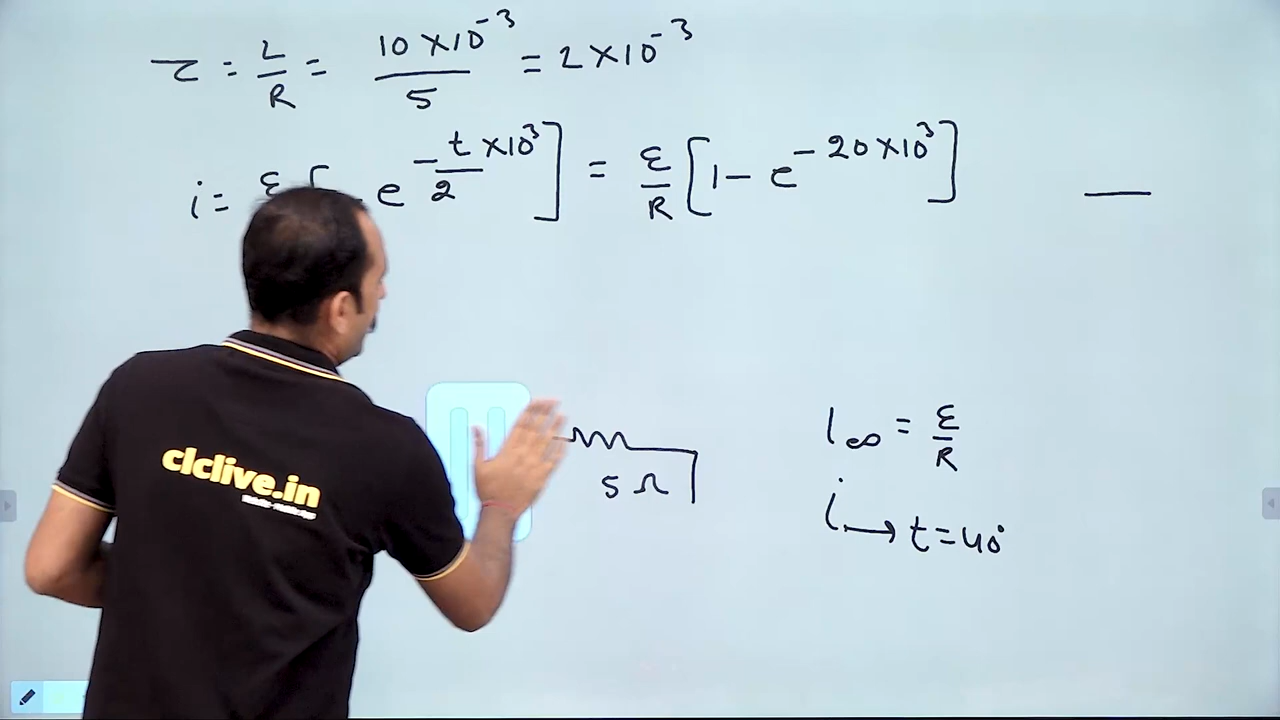 τ = L/R = 10 × 10⁻³ / 5 = 2 × 10⁻³
i = ε [ e^(-t/2 × 10³) ] = ε/R [ 1 - e^(-20 × 10³) ]
5 Ω
I∞ = ε/R
i → t = 40
clclive.in